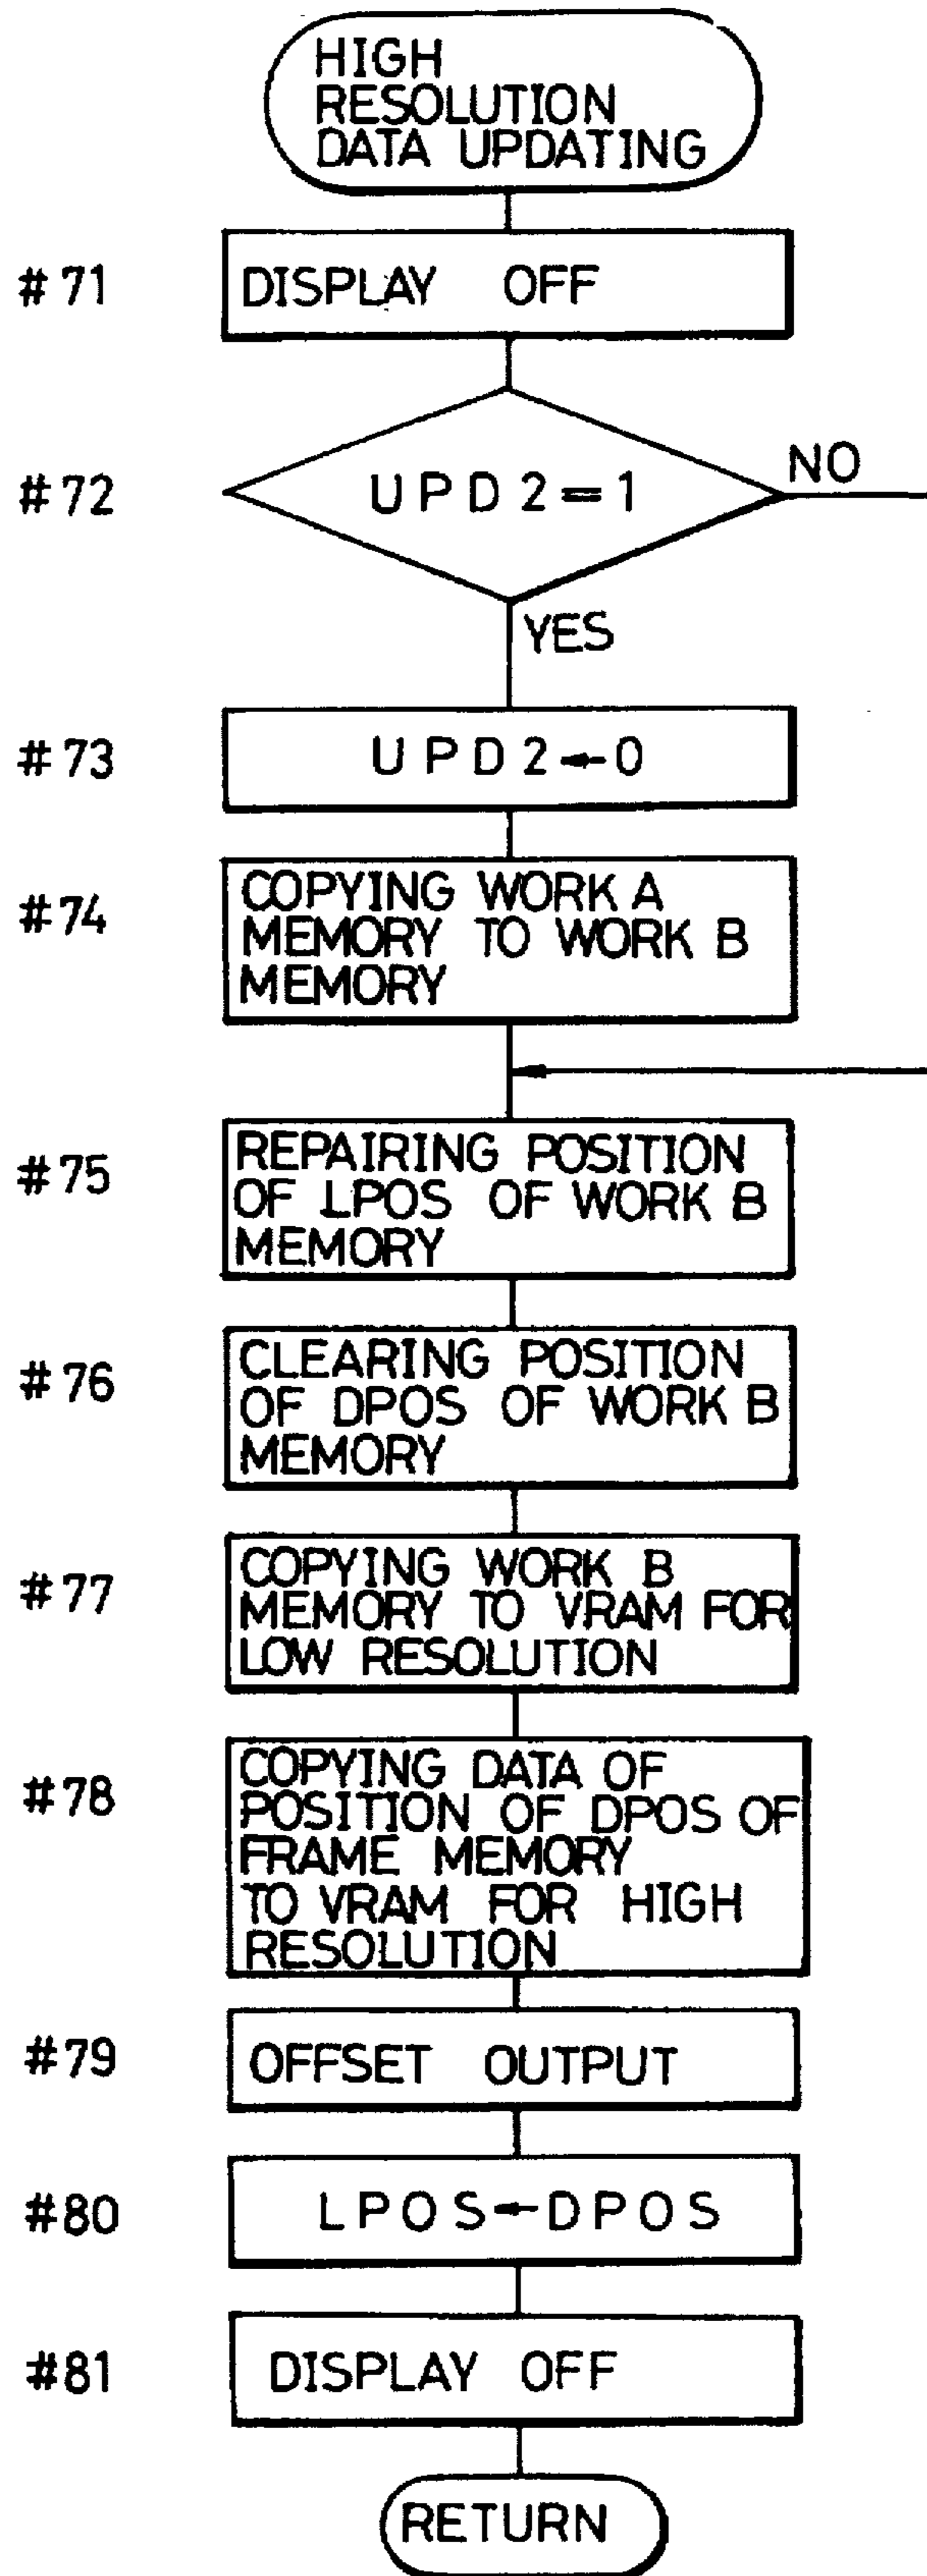 HIGH
RESOLUTION
DATA UPDATING
#71
DISPLAY OFF
#72
UPD2=1
NO
YES
#73
UPD2←0
#74
COPYING WORK A
MEMORY TO WORK B
MEMORY
#75
REPAIRING POSITION
OF LPOS OF WORK B
MEMORY
#76
CLEARING POSITION
OF DPOS OF WORK B
MEMORY
#77
COPYING WORK B
MEMORY TO VRAM FOR
LOW RESOLUTION
#78
COPYING DATA OF
POSITION OF DPOS OF
FRAME MEMORY
TO VRAM FOR HIGH
RESOLUTION
#79
OFFSET OUTPUT
#80
LPOS←DPOS
#81
DISPLAY OFF
RETURN